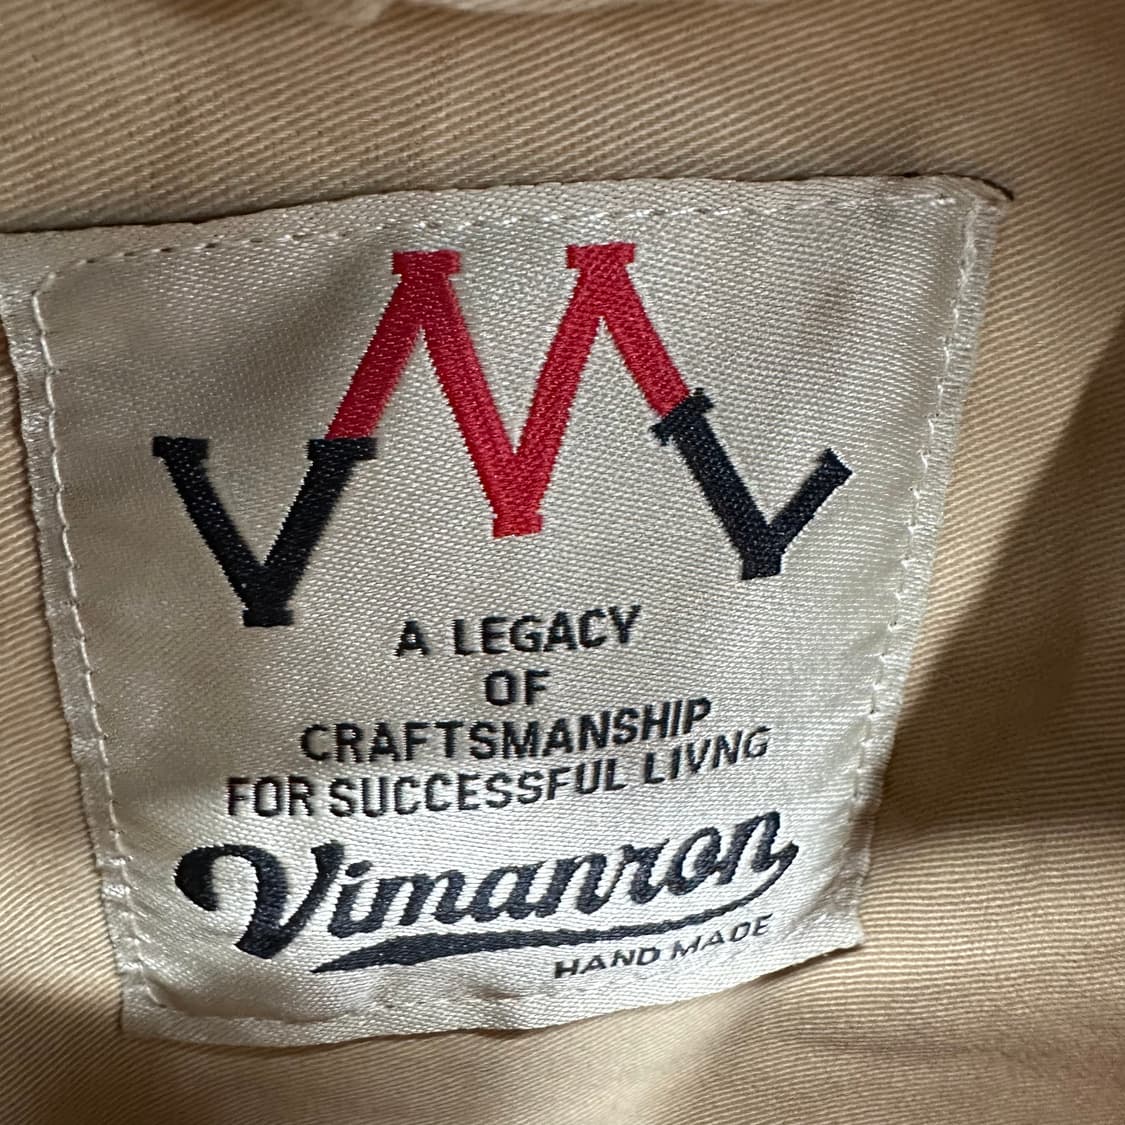 VMY
A LEGACY
OF
CRAFTSMANSHIP
FOR SUCCESSFUL LIVNG
Vimanron
HAND MADE